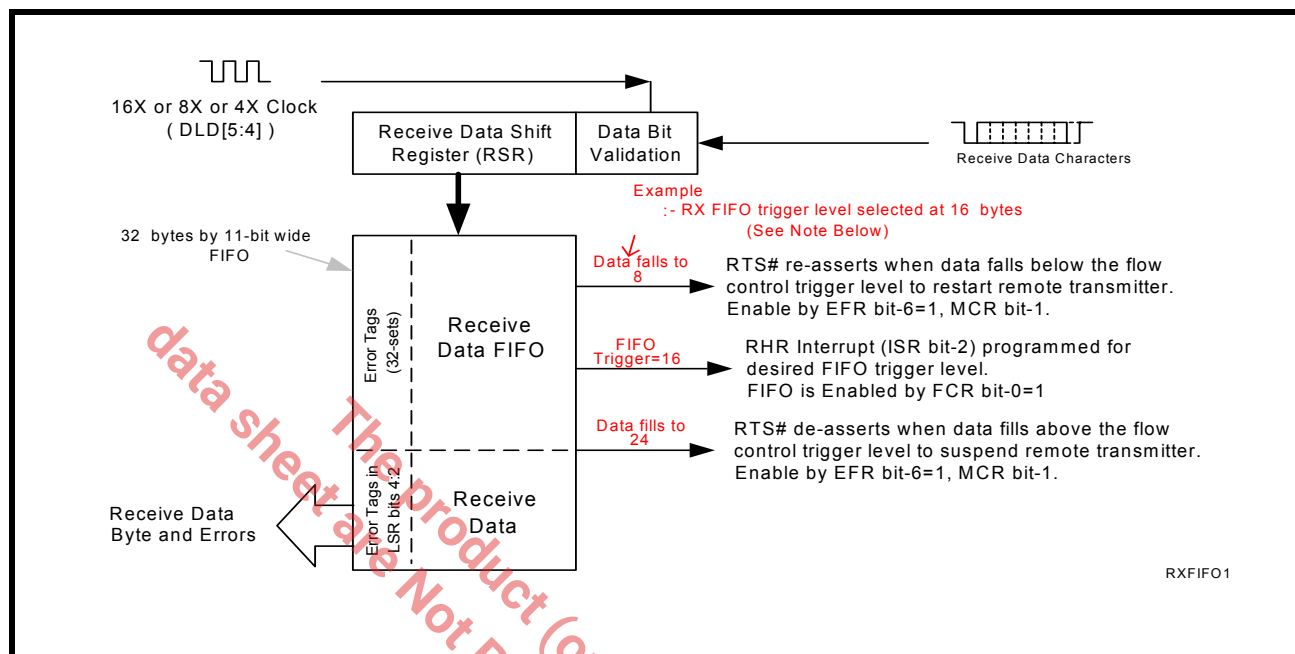 16X or 8X or 4X Clock
( DLD[5:4] )
Receive Data Shift
Register (RSR)
Data Bit
Validation
Receive Data Characters
Example
:- RX FIFO trigger level selected at 16 bytes
(See Note Below)
32 bytes by 11-bit wide
FIFO
Data falls to
8
RTS# re-asserts when data falls below the flow
control trigger level to restart remote transmitter.
Enable by EFR bit-6=1, MCR bit-1.
Error Tags
(32-sets)
Receive
Data FIFO
FIFO
Trigger=16
RHR Interrupt (ISR bit-2) programmed for
desired FIFO trigger level.
FIFO is Enabled by FCR bit-0=1
Data fills to
24
RTS# de-asserts when data fills above the flow
control trigger level to suspend remote transmitter.
Enable by EFR bit-6=1, MCR bit-1.
Error Tags in
LSR bits 4:2
Receive
Data
Receive Data
Byte and Errors
RXFIFO1
The product (o
data sheet are Not